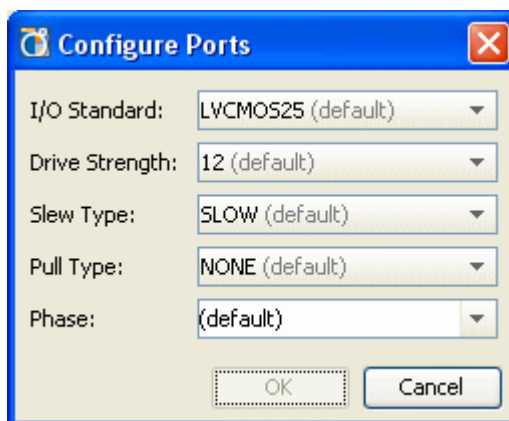 Configure Ports
I/O Standard: LVCMOS25 (default)
Drive Strength: 12 (default)
Slew Type: SLOW (default)
Pull Type: NONE (default)
Phase: (default)
OK Cancel